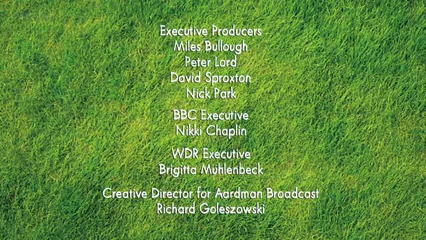 Executive Producers
Miles Bullough
Peter Lord
David Sproxton
Nick Park
BBC Executive
Nikki Chaplin
WDR Executive
Brigitta Mühlenbeck
Creative Director for Aardman Broadcast
Richard Goleszowski